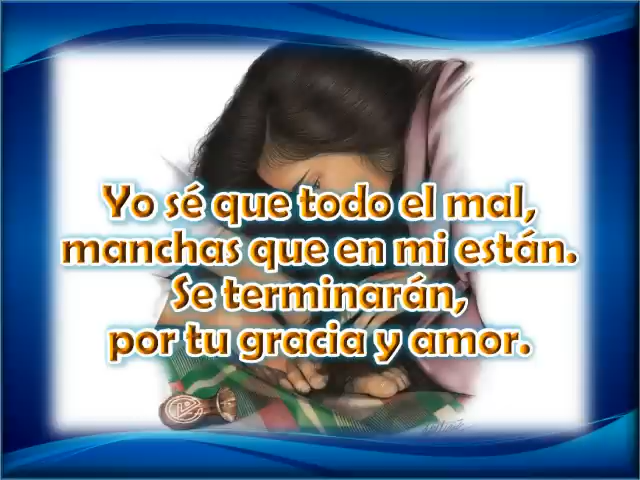 Yo sé que todo el mal,
manchas que en mi están.
Se terminarán,
por tu gracia y amor.